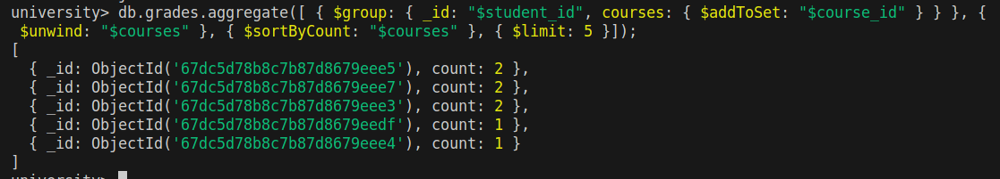 university> db.grades.aggregate([ { $group: { _id: "$student_id", courses: { $addToSet: "$course_id" } } }, {
 $unwind: "$courses" }, { $sortByCount: "$courses" }, { $limit: 5 }]);
[
  { _id: ObjectId('67dc5d78b8c7b87d8679eee5'), count: 2 },
  { _id: ObjectId('67dc5d78b8c7b87d8679eee7'), count: 2 },
  { _id: ObjectId('67dc5d78b8c7b87d8679eee3'), count: 2 },
  { _id: ObjectId('67dc5d78b8c7b87d8679eedf'), count: 1 },
  { _id: ObjectId('67dc5d78b8c7b87d8679eee4'), count: 1 }
]
university>